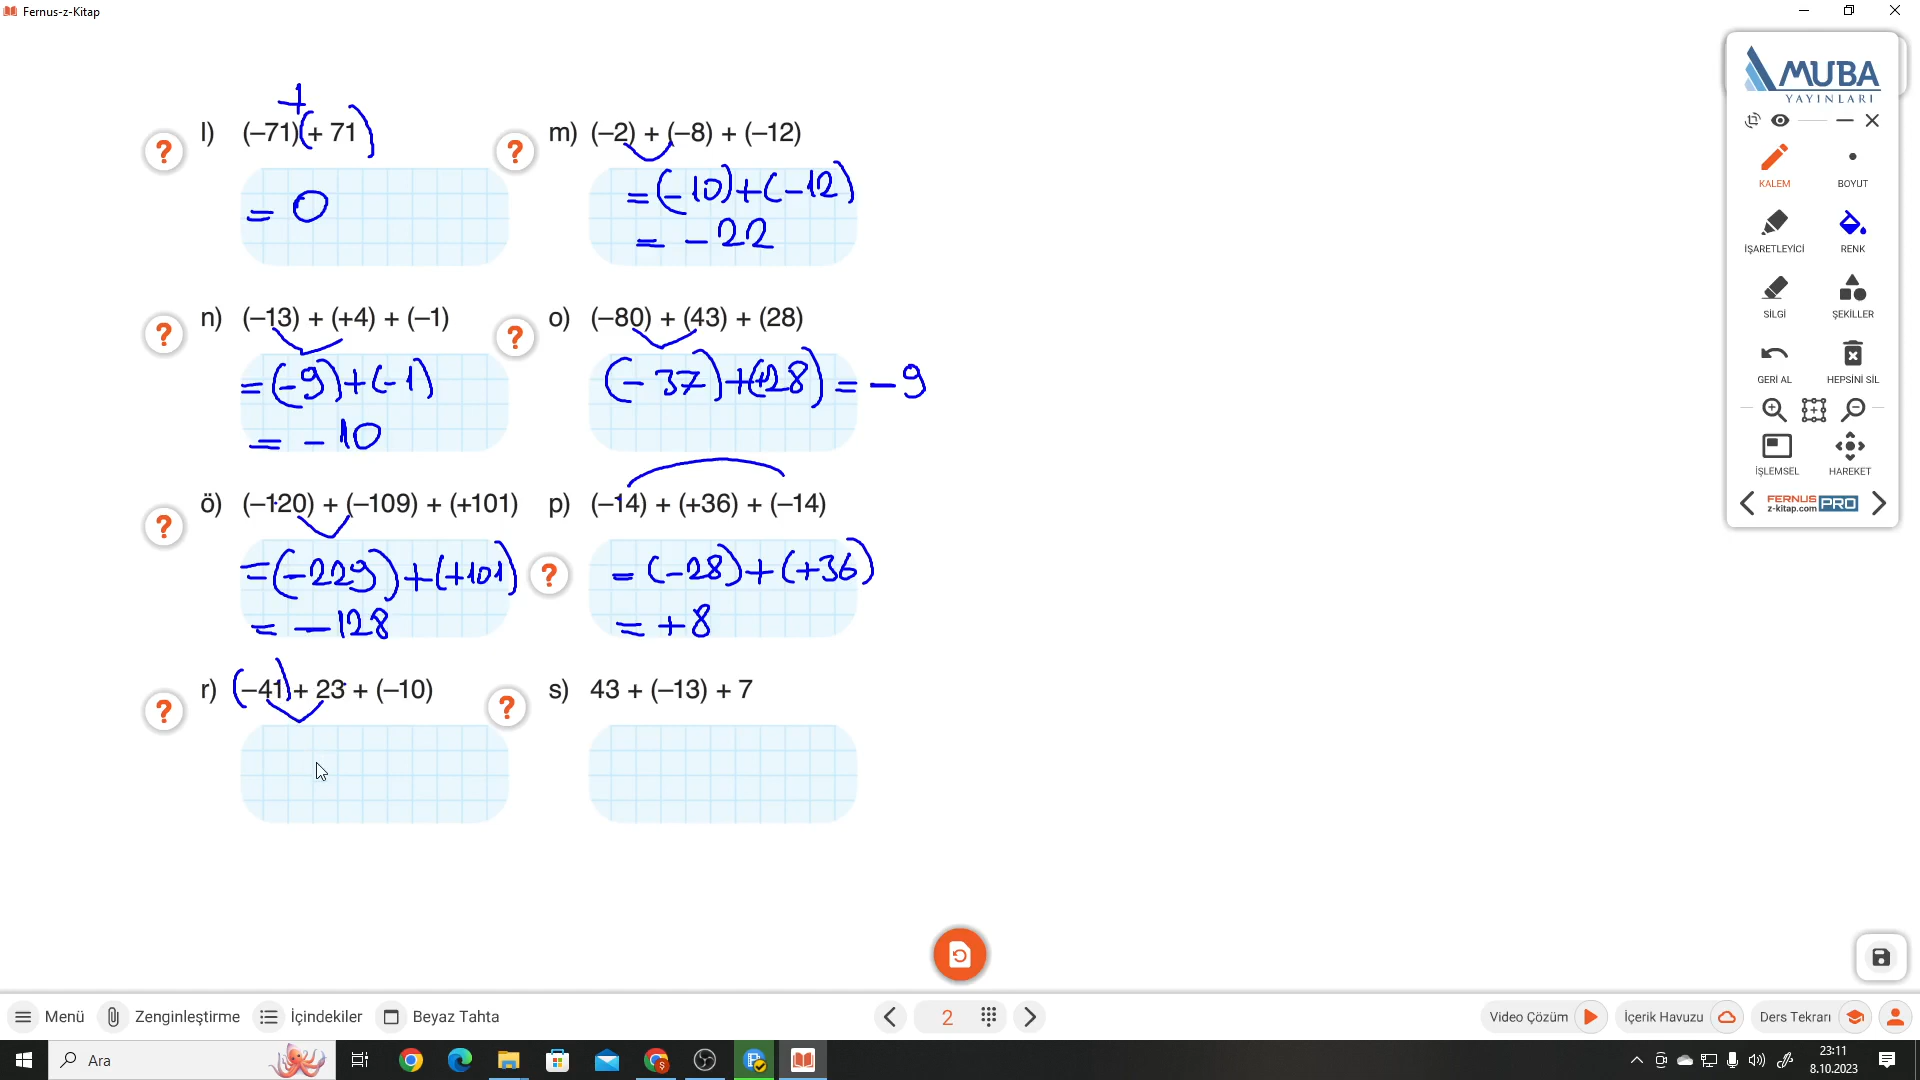 Fernus-z-Kitap
l) (–71) + (+ 71)
= 0
m) (–2) + (–8) + (–12)
= (-10)+(-12)
= -22
n) (–13) + (+4) + (–1)
= (-9)+(-1)
= -10
o) (–80) + (43) + (28)
(-37)+(+28) = -9
ö) (–120) + (–109) + (+101)
= (-229)+(+101)
= -128
p) (–14) + (+36) + (–14)
= (-28)+(+36)
= +8
r) (–41) + 23 + (–10)
s) 43 + (–13) + 7
MUBA
YAYINLARI
KALEM
BOYUT
İŞARETLEYİCİ
RENK
SİLGİ
ŞEKİLLER
GERİ AL
HEPSİNİ SİL
İŞLEMSEL
HAREKET
FERNUS
z-kitap.com PRO
Menü
Zenginleştirme
İçindekiler
Beyaz Tahta
2
Video Çözüm
İçerik Havuzu
Ders Tekrarı
Ara
23:11
8.10.2023